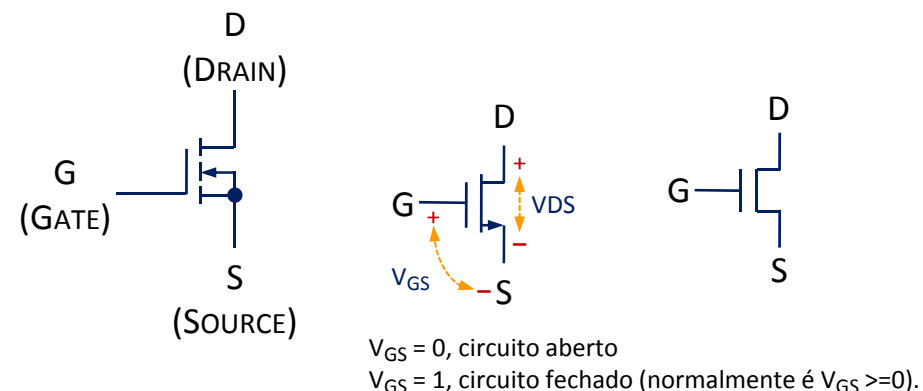 D
(DRAIN)
G
(GATE)
S
(SOURCE)
D
+
G
+
VDS
−
VGS
−
S
D
G
S
VGS = 0, circuito aberto
VGS = 1, circuito fechado (normalmente é VGS >=0).